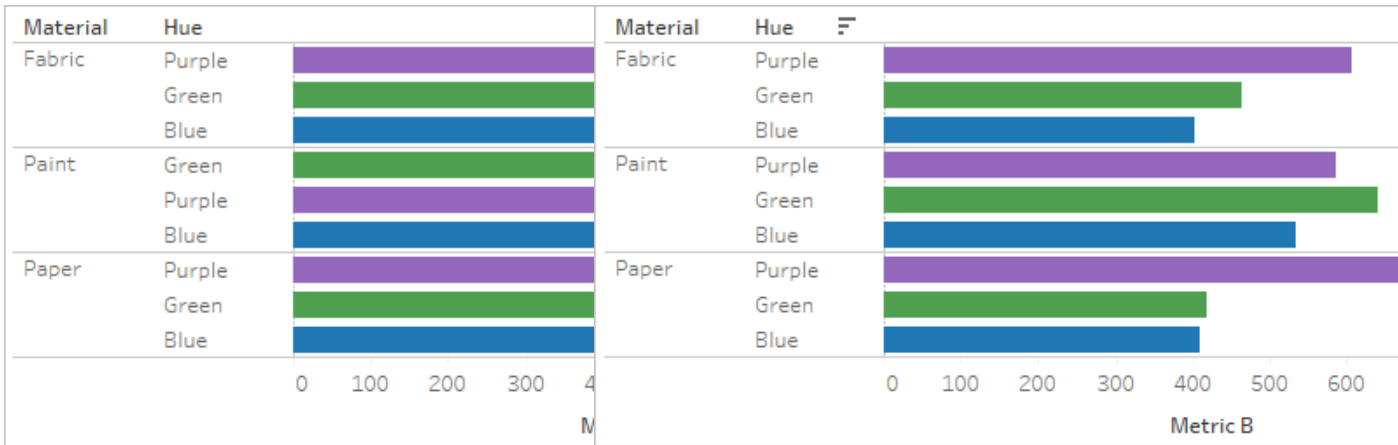 Material Hue
Fabric Purple
Green
Blue
Paint Green
Purple
Blue
Paper Purple
Green
Blue
0 100 200 300
Material Hue
Fabric Purple
Green
Blue
Paint Purple
Green
Blue
Paper Purple
Green
Blue
0 100 200 300 400 500 600
Metric B